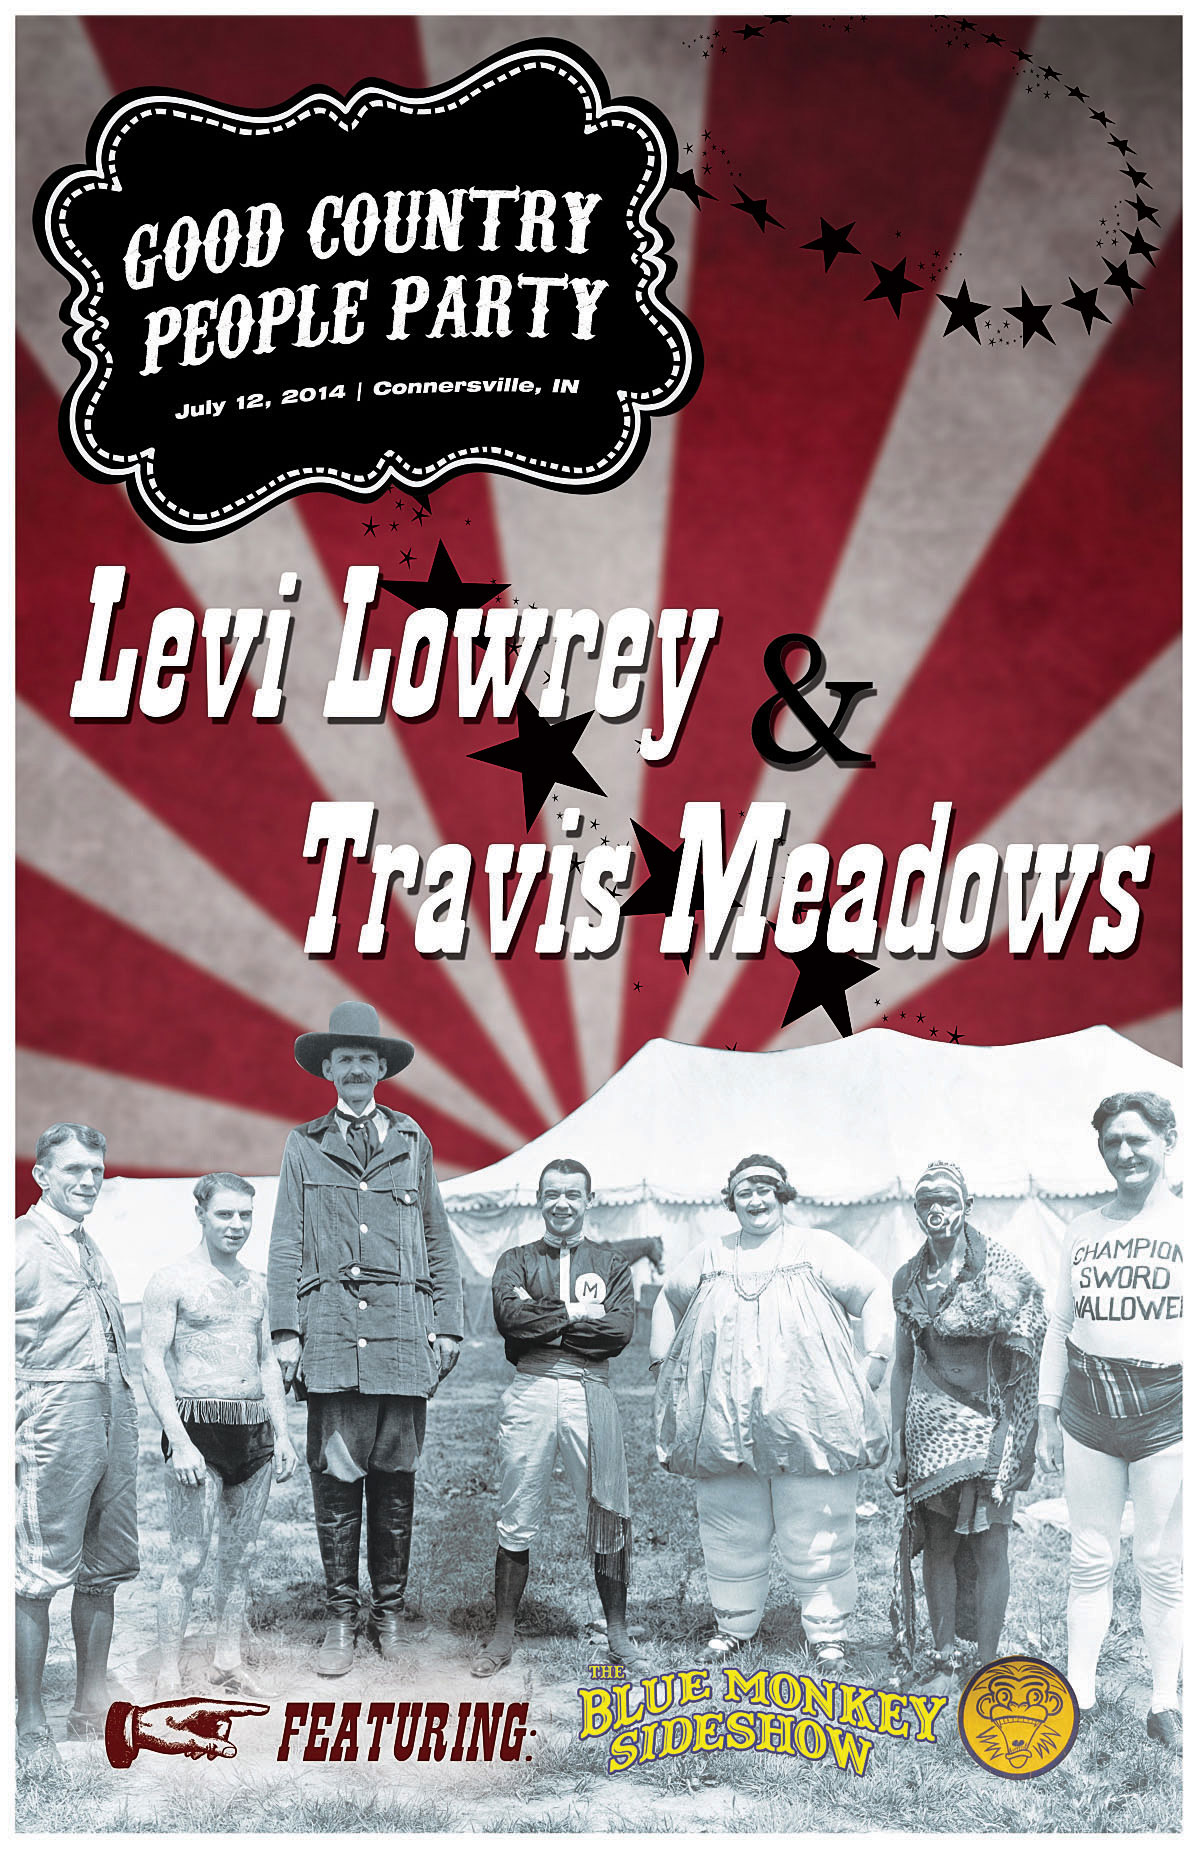 GOOD COUNTRY
PEOPLE PARTY
July 12, 2014 | Connersville, IN
Levi Lowrey &
Travis Meadows
M
CHAMPION
SWORD
WALLOWE
FEATURING:
THE
BLUE MONKEY
SIDESHOW